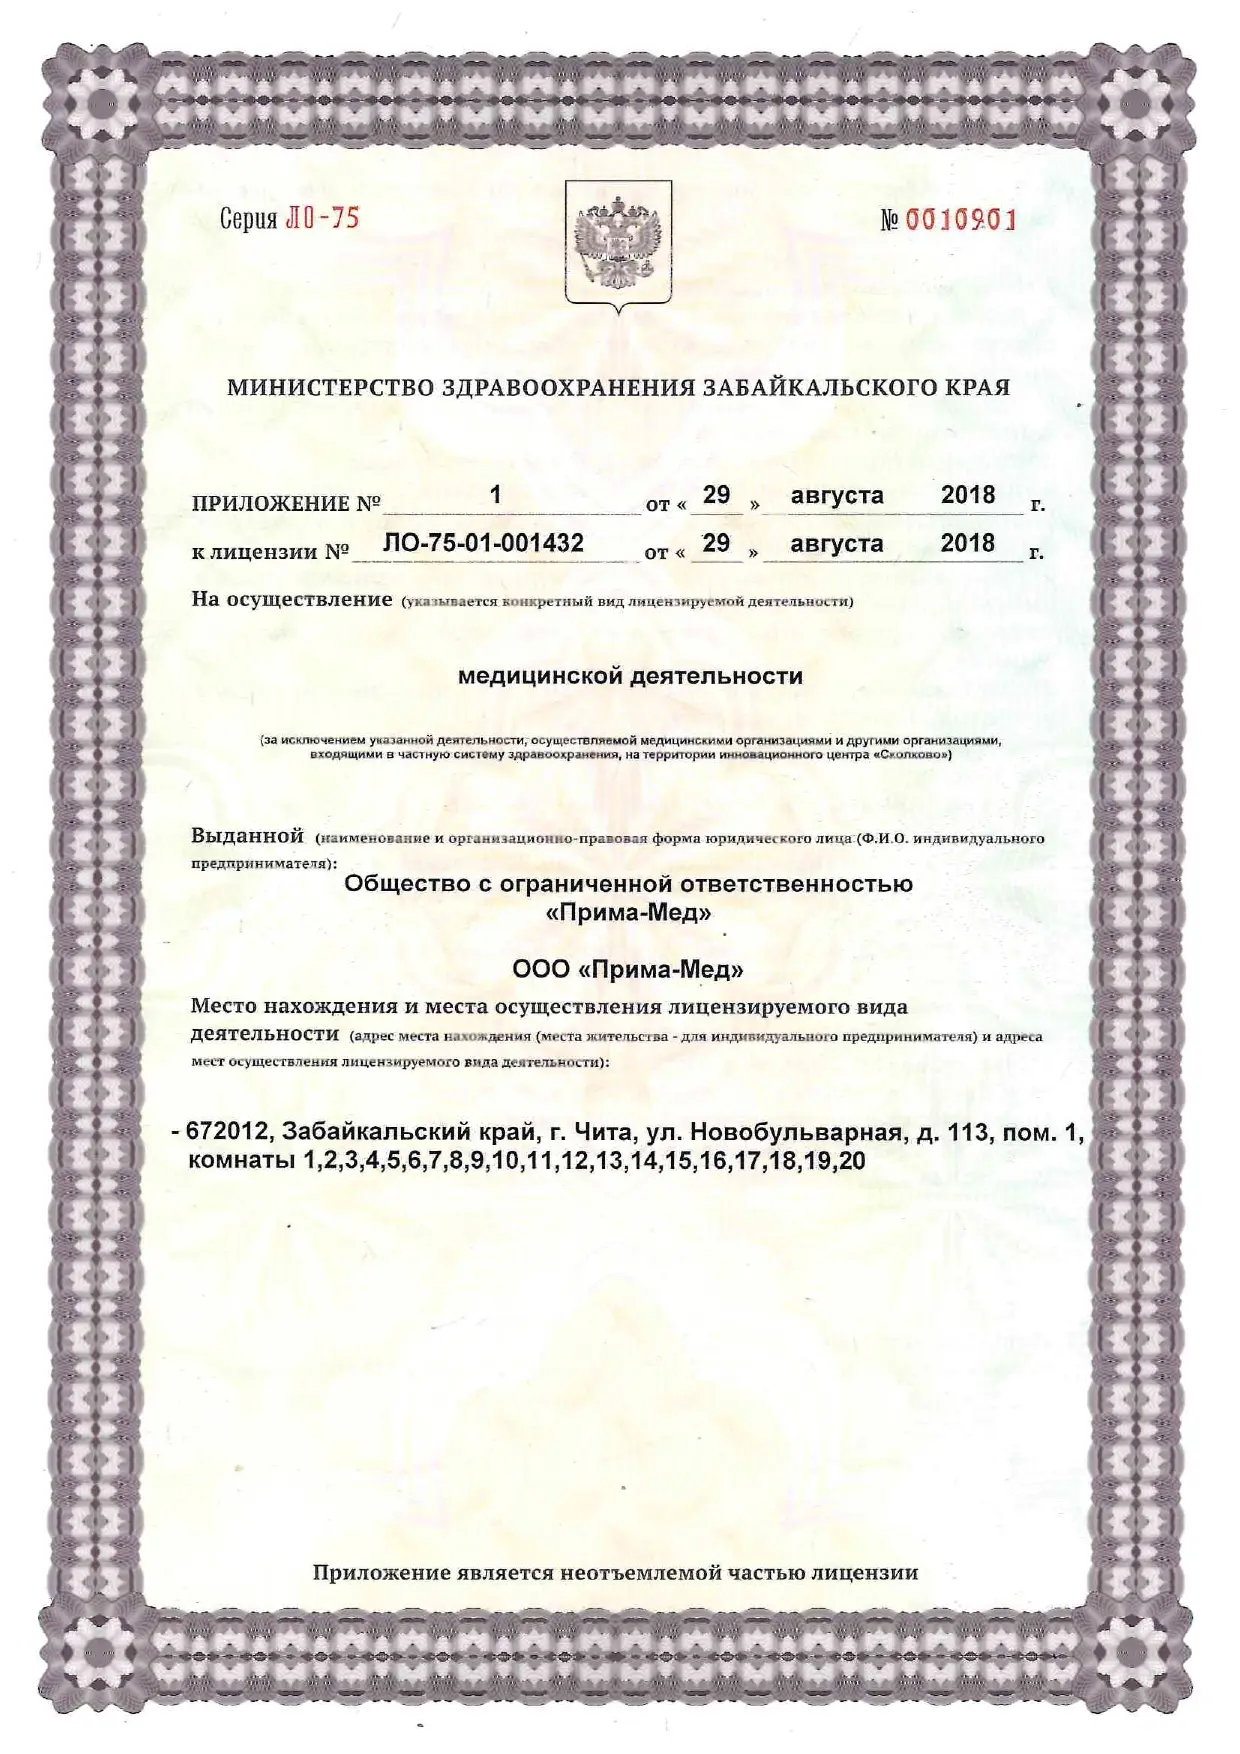 Серия ЛО-75
№ 0010901
МИНИСТЕРСТВО ЗДРАВООХРАНЕНИЯ ЗАБАЙКАЛЬСКОГО КРАЯ
ПРИЛОЖЕНИЕ № 1 от « 29 » августа 2018 г.
к лицензии № ЛО-75-01-001432 от « 29 » августа 2018 г.
На осуществление (указывается конкретный вид лицензируемой деятельности)
медицинской деятельности
(за исключением указанной деятельности, осуществляемой медицинскими организациями и другими организациями,
входящими в частную систему здравоохранения, на территории инновационного центра «Сколково»)
Выданной (наименование и организационно-правовая форма юридического лица (Ф.И.О. индивидуального
предпринимателя):
Общество с ограниченной ответственностью
«Прима-Мед»
ООО «Прима-Мед»
Место нахождения и места осуществления лицензируемого вида
деятельности (адрес места нахождения (места жительства - для индивидуального предпринимателя) и адреса
мест осуществления лицензируемого вида деятельности):
- 672012, Забайкальский край, г. Чита, ул. Новобульварная, д. 113, пом. 1,
комнаты 1,2,3,4,5,6,7,8,9,10,11,12,13,14,15,16,17,18,19,20
Приложение является неотъемлемой частью лицензии